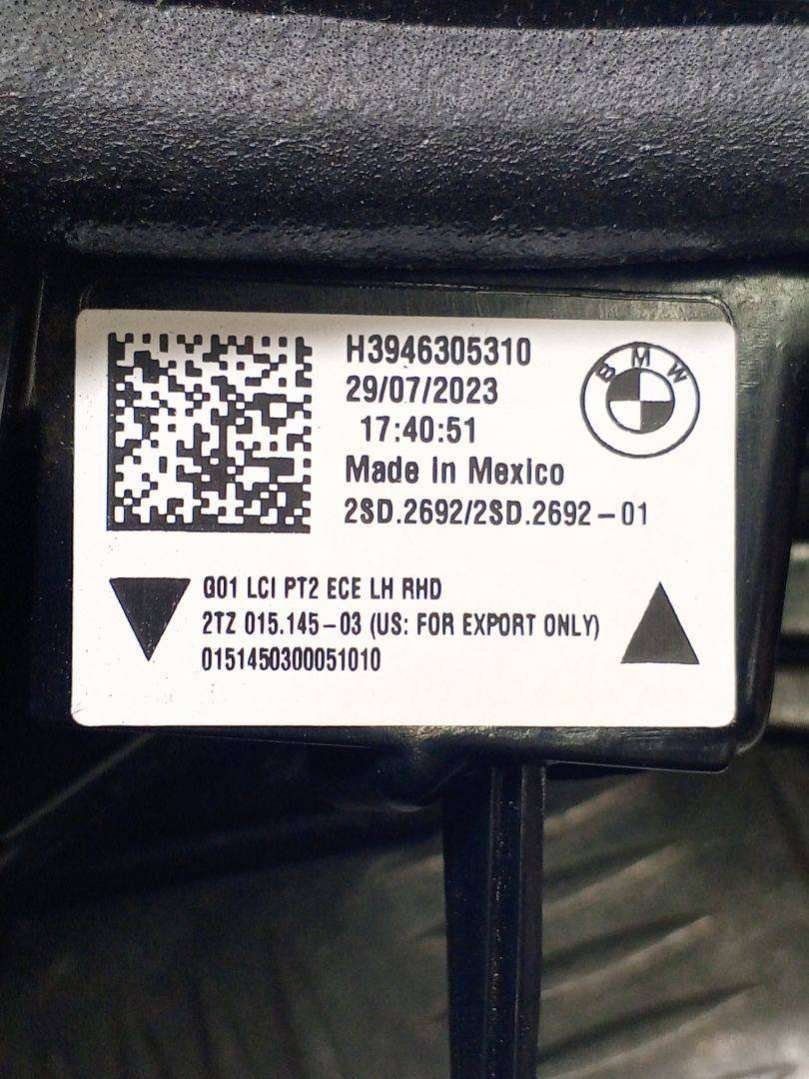 H3946305310
29/07/2023
17:40:51
Made In Mexico
2SD.2692/2SD.2692-01
BMW
G01 LCI PT2 ECE LH RHD
2TZ 015.145-03 (US: FOR EXPORT ONLY)
0151450300051010